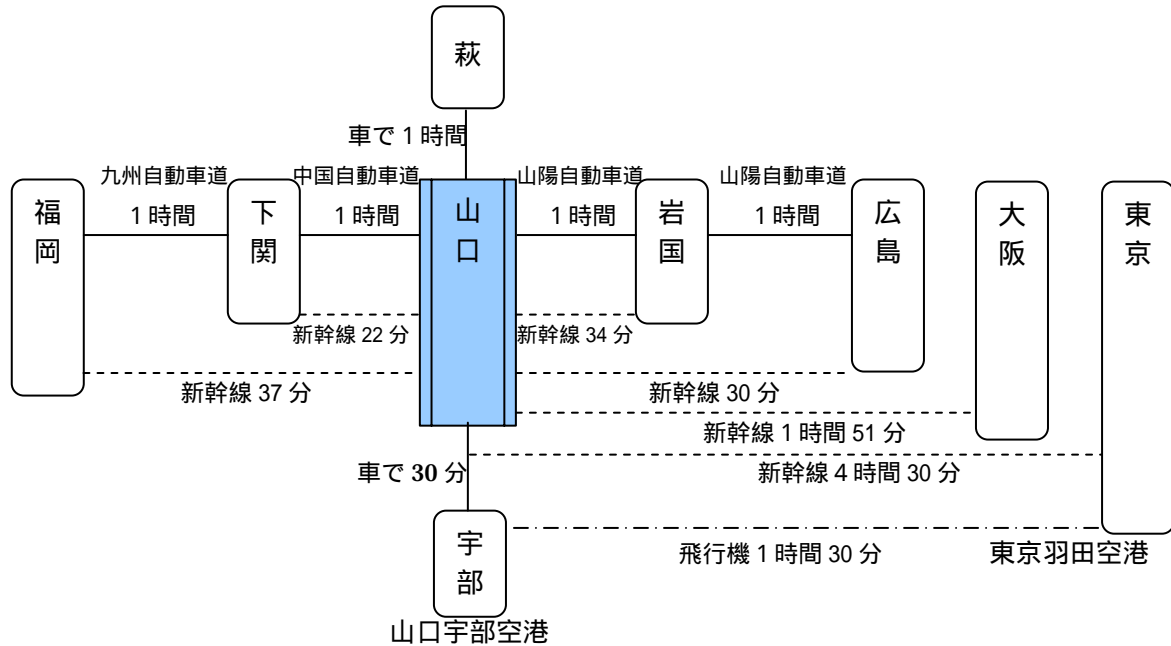 萩
車で 1 時間
九州自動車道
中国自動車道
山陽自動車道
山陽自動車道
1 時間
1 時間
1 時間
1 時間
福岡
下関
山口
岩国
広島
大阪
東京
新幹線 22 分
新幹線 34 分
新幹線 37 分
新幹線 30 分
新幹線 1 時間 51 分
車で 30 分
新幹線 4 時間 30 分
宇部
飛行機 1 時間 30 分
東京羽田空港
山口宇部空港